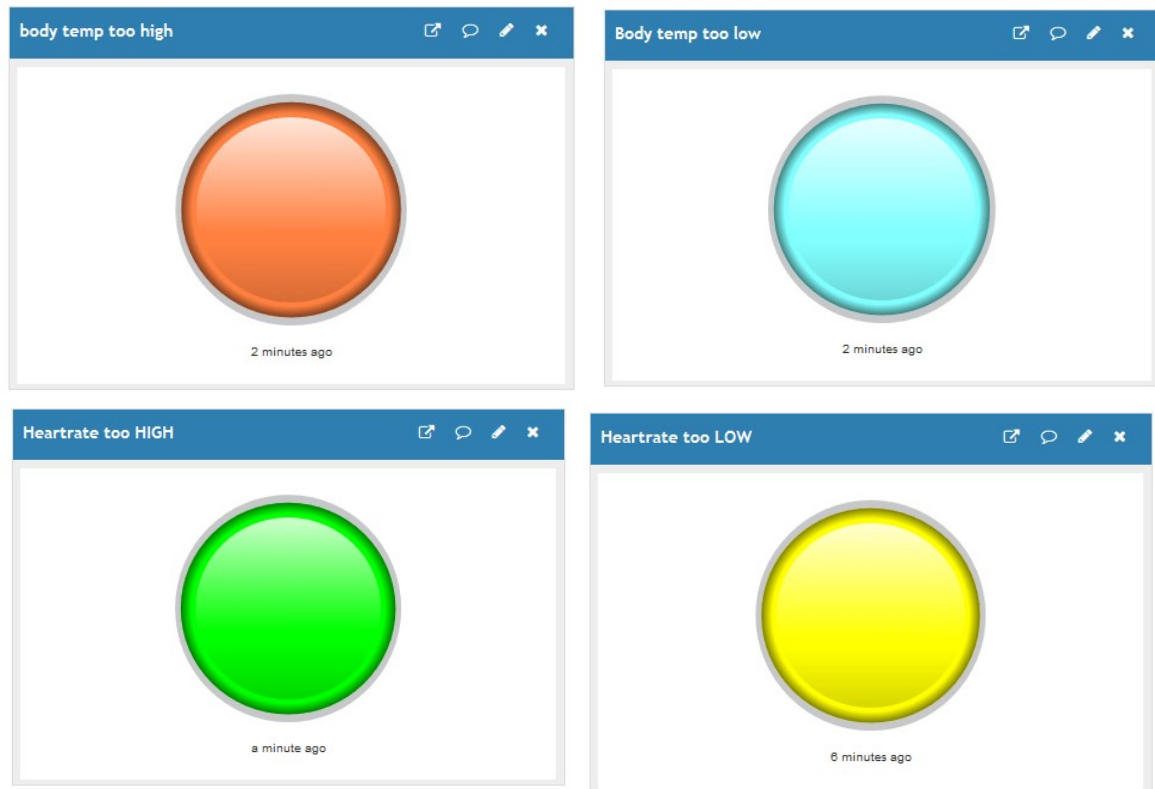 body temp too high
Body temp too low
2 minutes ago
2 minutes ago
Heartrate too HIGH
Heartrate too LOW
a minute ago
6 minutes ago